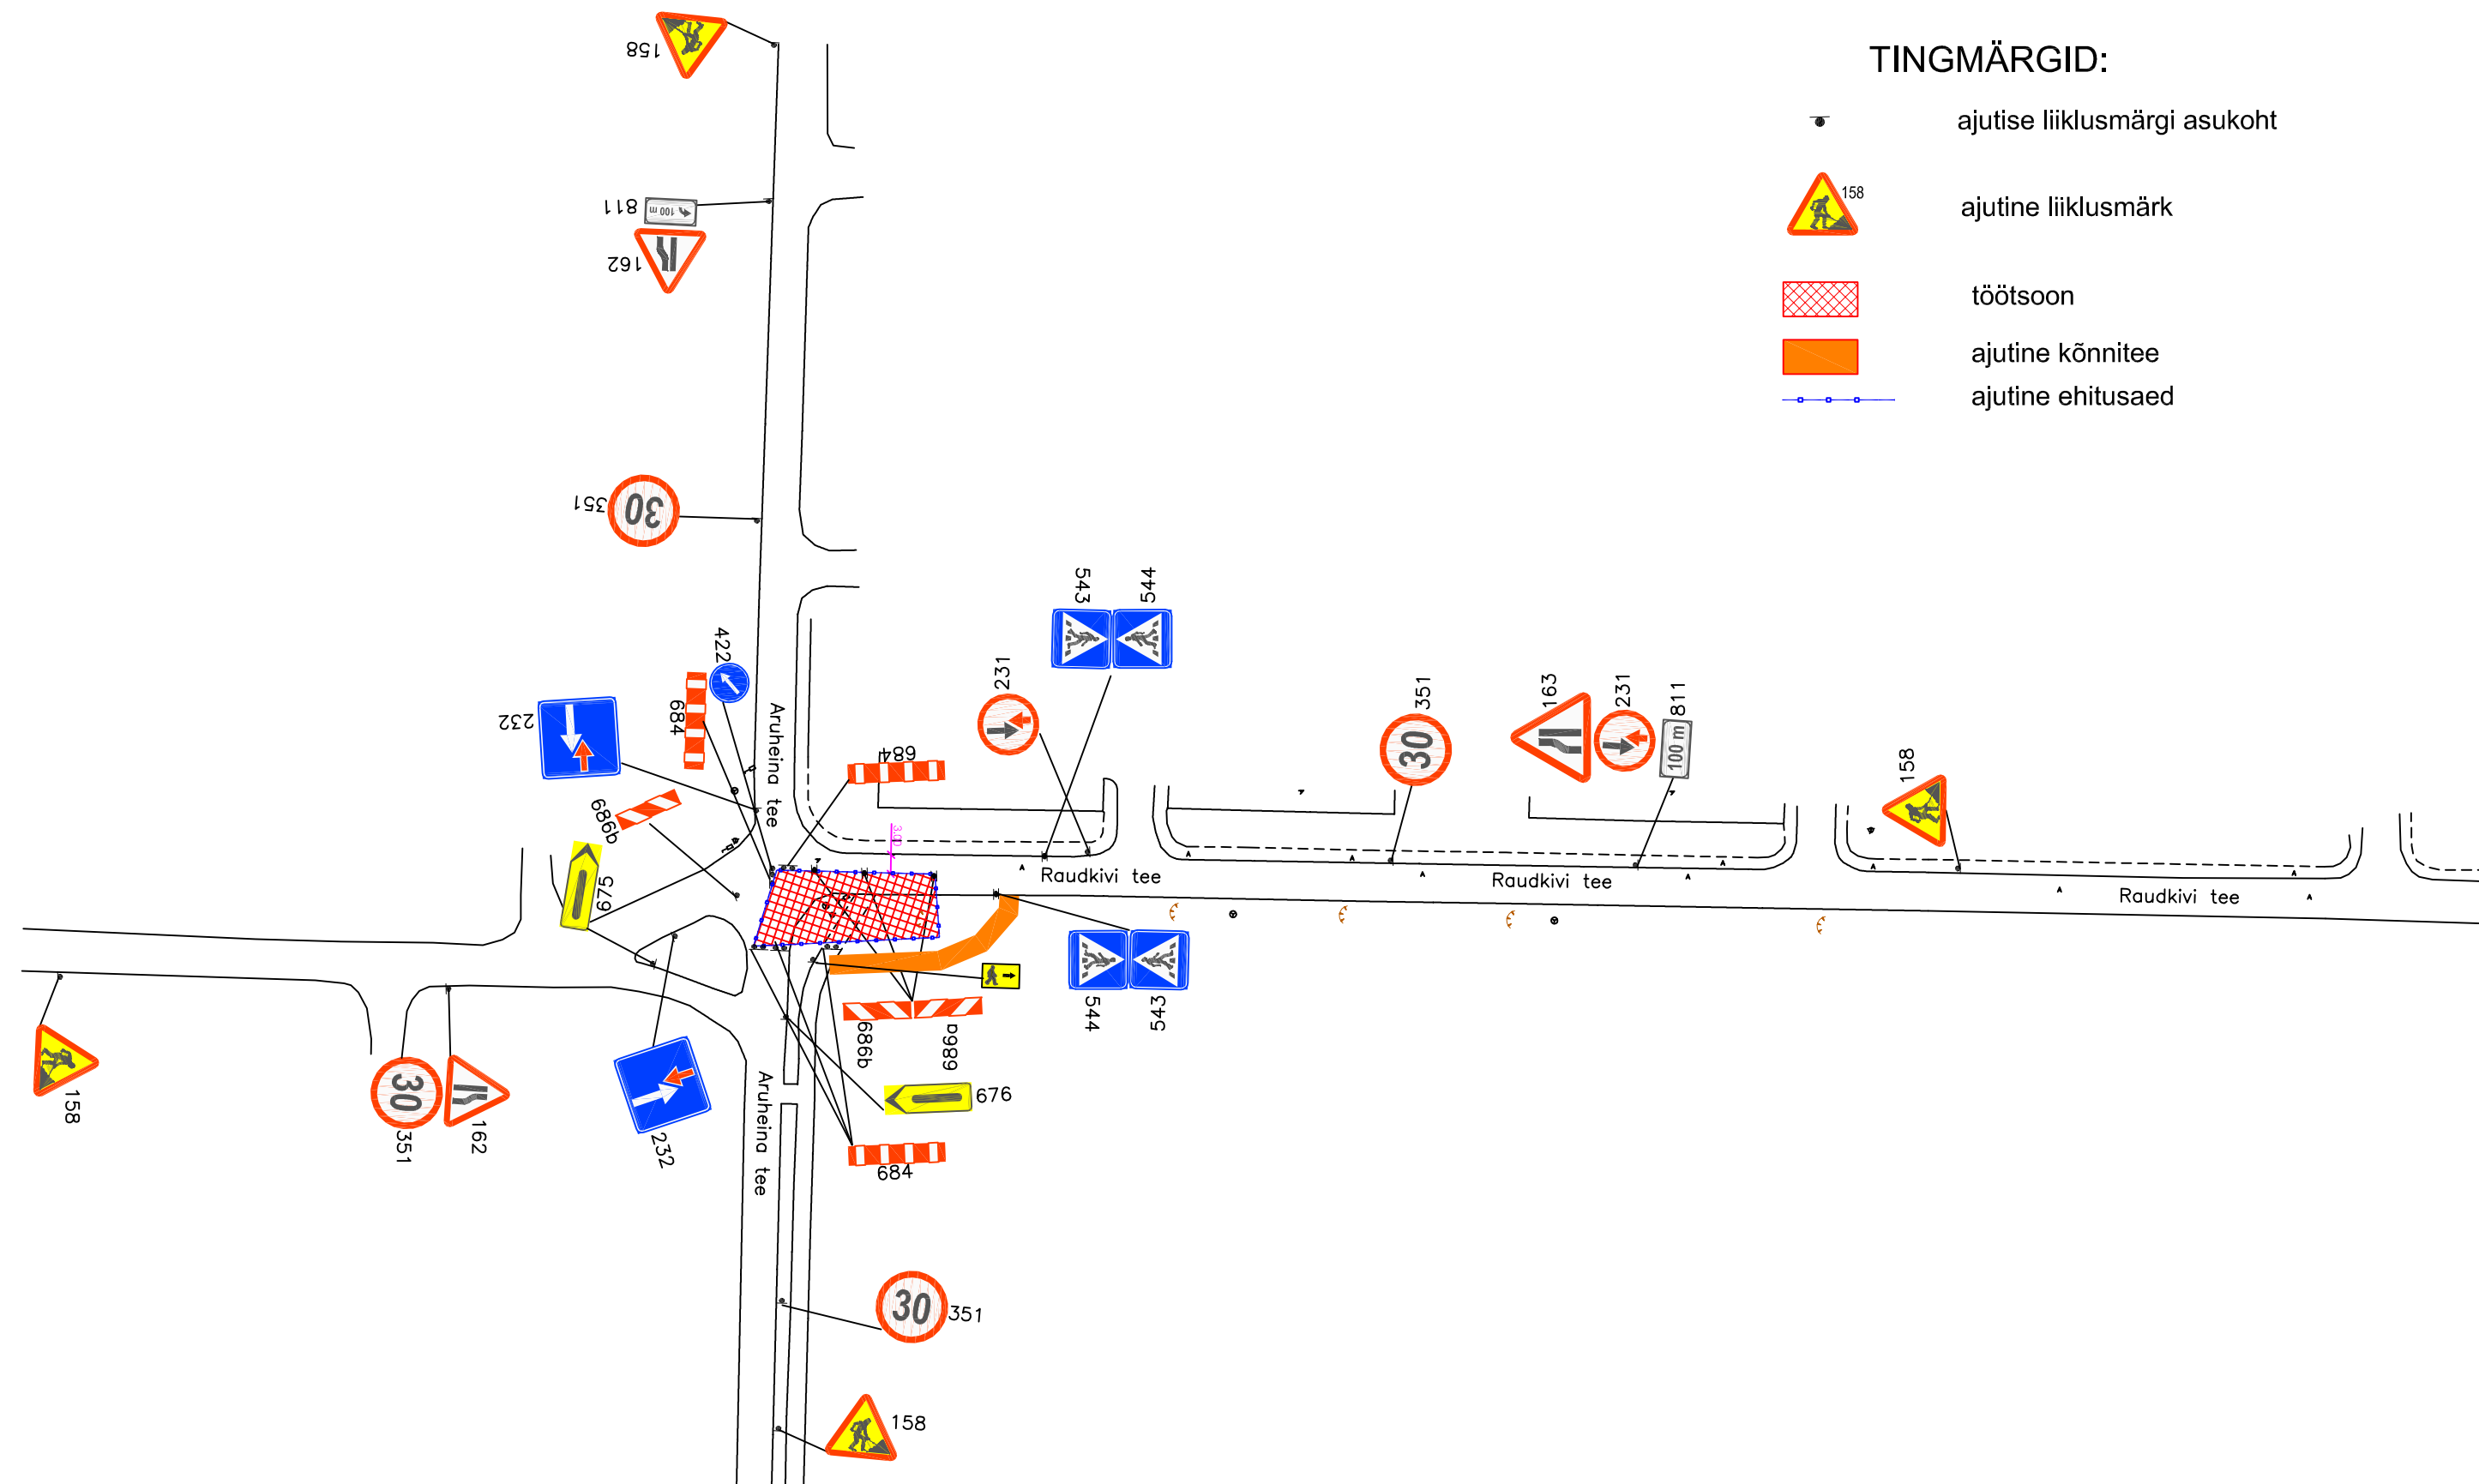 TINGMÄRGID:
ajutise liiklusmärgi asukoht
158
ajutine liiklusmärk
töötsoon
ajutine kõnnitee
ajutine ehitusaed
158
811
100 m
162
351
30
543
544
422
231
684
232
Aruheina tee
684
351
30
163
231
811
100 m
158
686b
3.00
675
Raudkivi tee
Raudkivi tee
Raudkivi tee
544
543
686b
686b
158
30
351
162
232
Aruheina tee
676
684
30
351
158